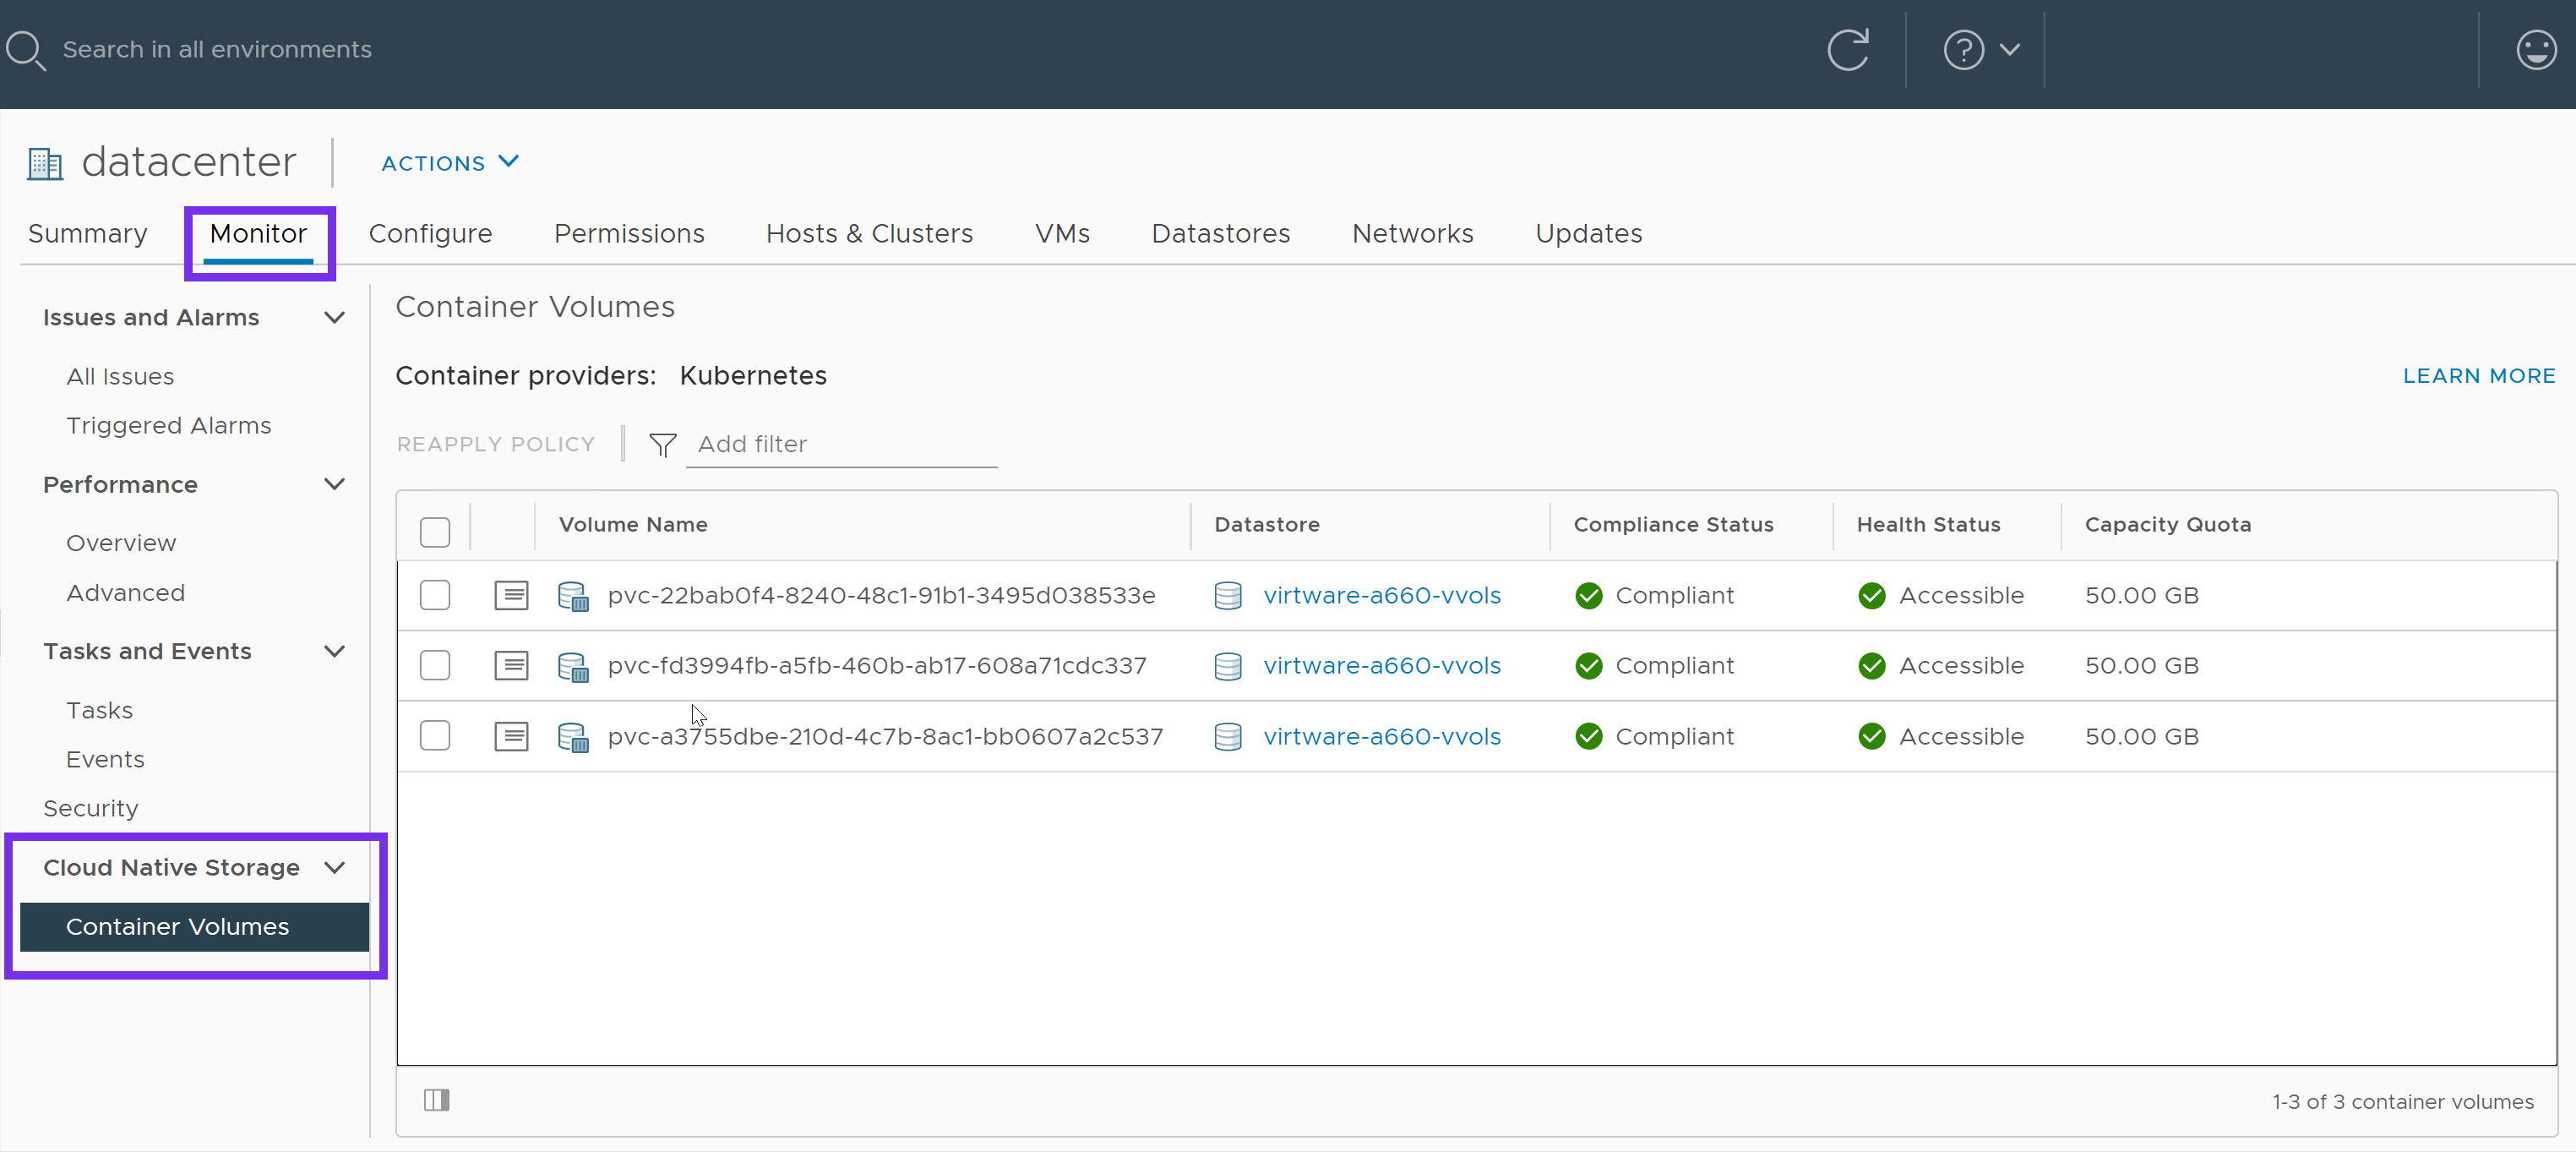 Search in all environments
datacenter
ACTIONS
Summary Monitor Configure Permissions Hosts & Clusters VMs Datastores Networks Updates
Issues and Alarms
All Issues
Triggered Alarms
Performance
Overview
Advanced
Tasks and Events
Tasks
Events
Security
Cloud Native Storage
Container Volumes
Container Volumes
Container providers: Kubernetes
LEARN MORE
REAPPLY POLICY Add filter
Volume Name Datastore Compliance Status Health Status Capacity Quota
pvc-22bab0f4-8240-48c1-91b1-3495d038533e virtware-a660-vvols Compliant Accessible 50.00 GB
pvc-fd3994fb-a5fb-460b-ab17-608a71cdc337 virtware-a660-vvols Compliant Accessible 50.00 GB
pvc-a3755dbe-210d-4c7b-8ac1-bb0607a2c537 virtware-a660-vvols Compliant Accessible 50.00 GB
1-3 of 3 container volumes